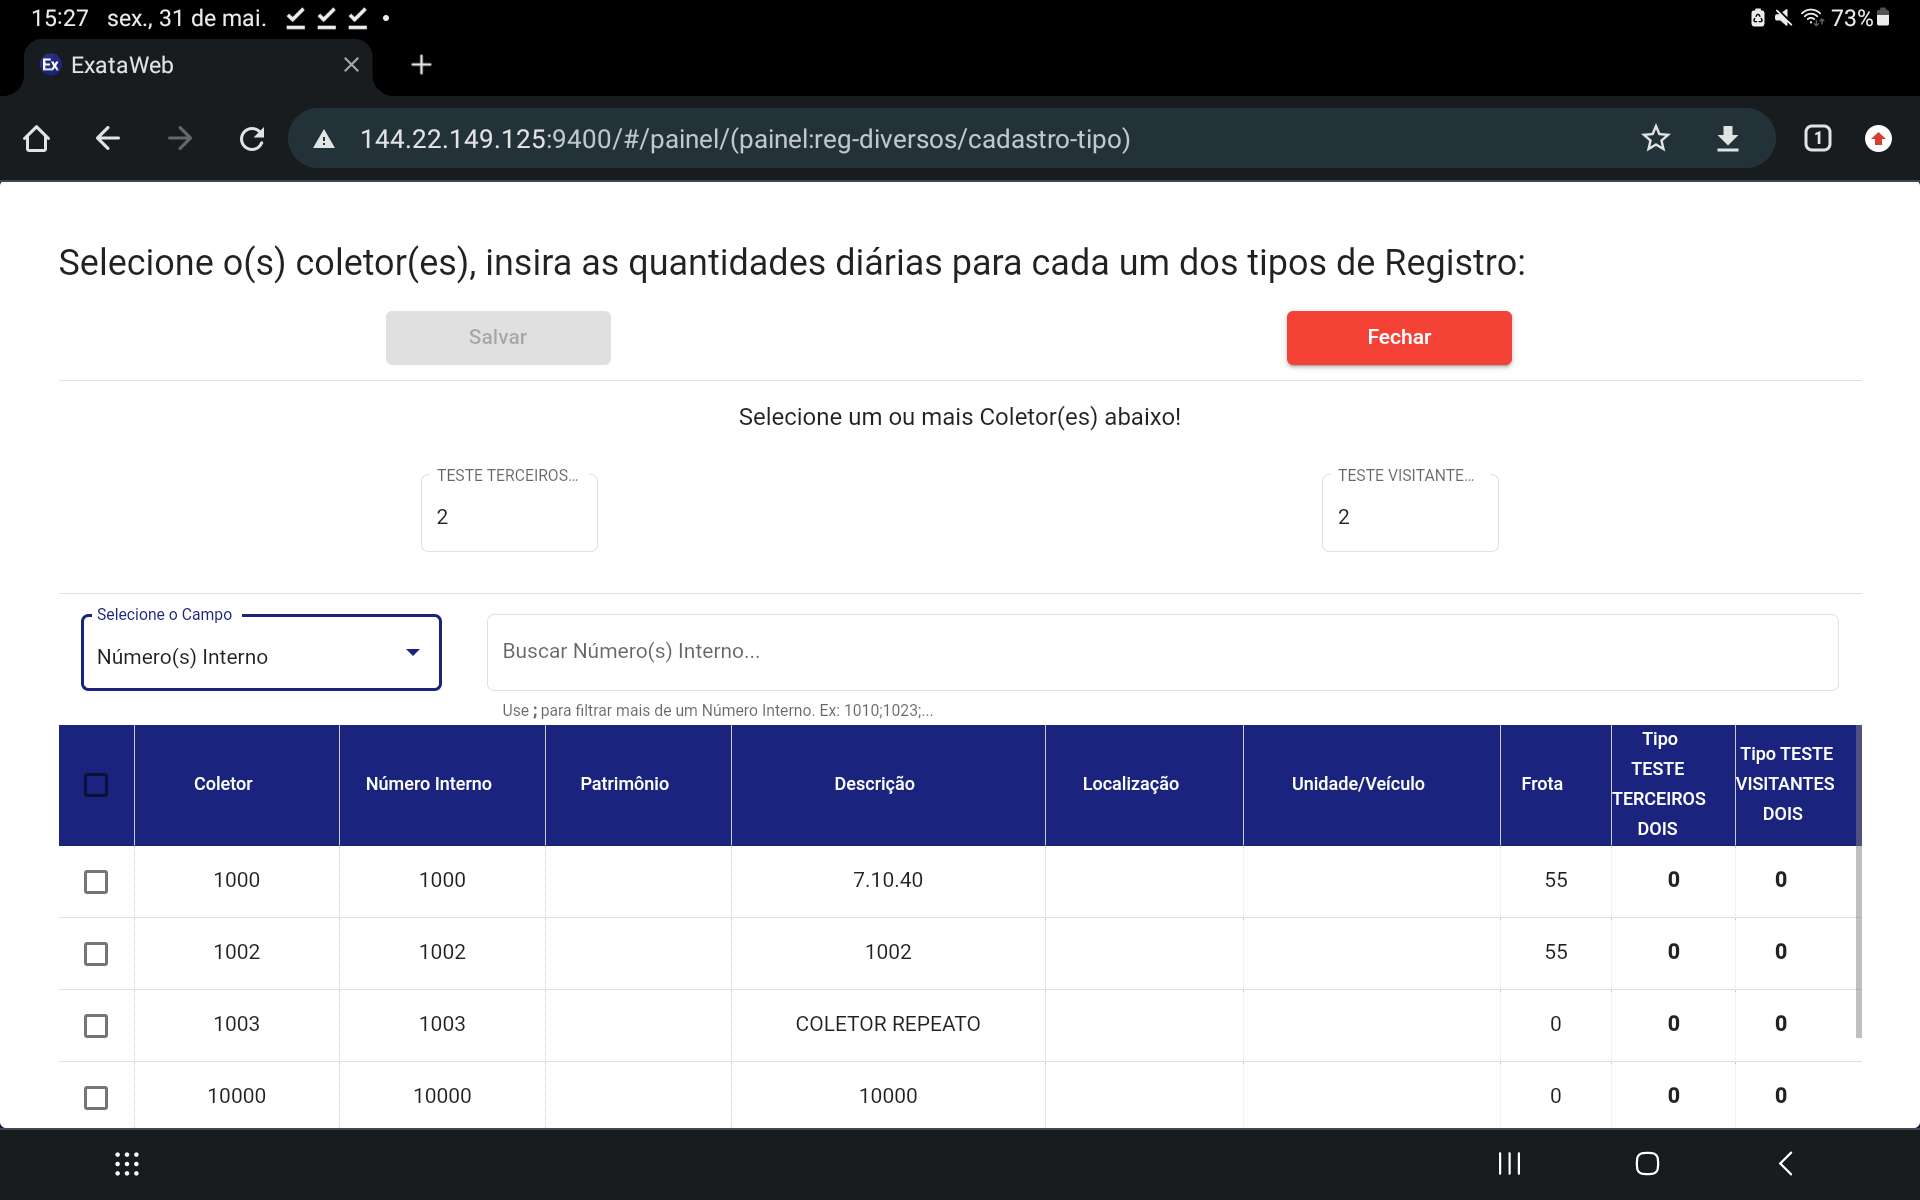 15:27 sex., 31 de mai.
73%
Ex ExataWeb
144.22.149.125:9400/#/painel/(painel:reg-diversos/cadastro-tipo)
1
Selecione o(s) coletor(es), insira as quantidades diárias para cada um dos tipos de Registro:
Salvar
Fechar
Selecione um ou mais Coletor(es) abaixo!
TESTE TERCEIROS...
2
TESTE VISITANTE...
2
Selecione o Campo
Número(s) Interno
Buscar Número(s) Interno...
Use ; para filtrar mais de um Número Interno. Ex: 1010;1023;...
Coletor
Número Interno
Patrimônio
Descrição
Localização
Unidade/Veículo
Frota
Tipo
TESTE
TERCEIROS
DOIS
Tipo TESTE
VISITANTES
DOIS
1000 1000 7.10.40 55 0 0
1002 1002 1002 55 0 0
1003 1003 COLETOR REPEATO 0 0 0
10000 10000 10000 0 0 0